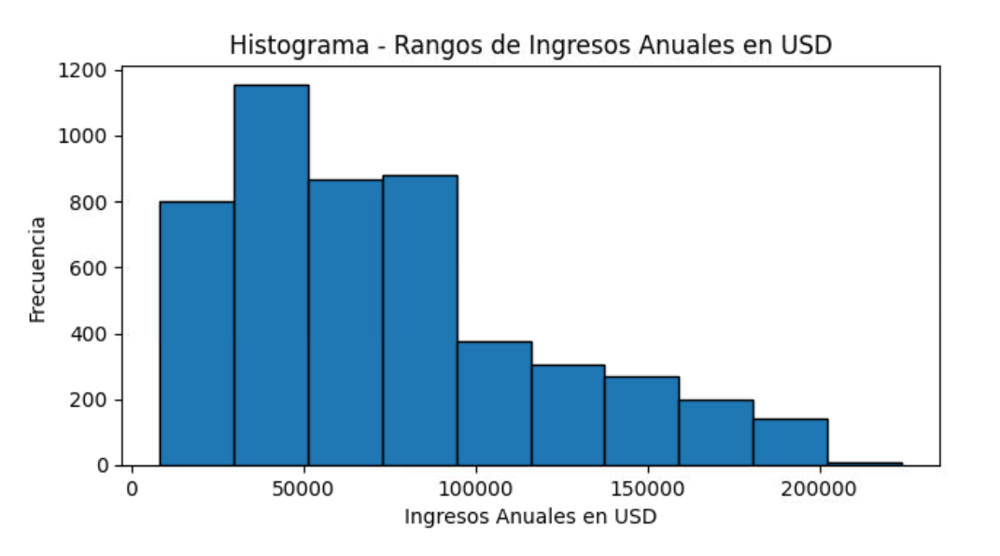 Histograma - Rangos de Ingresos Anuales en USD
1200
1000
800
600
400
200
0
Frecuencia
0 50000 100000 150000 200000
Ingresos Anuales en USD